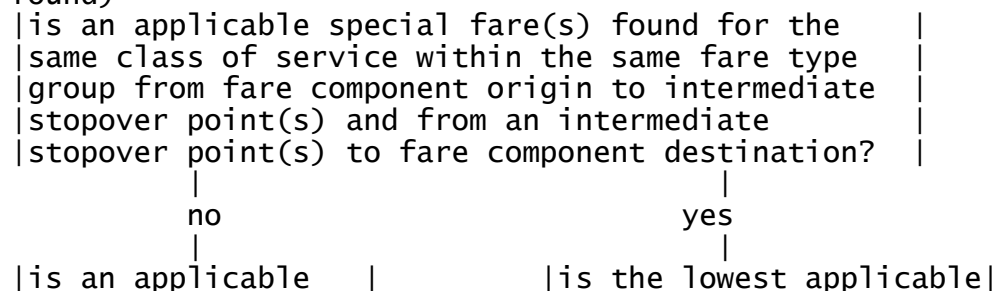 round)
|is an applicable special fare(s) found for the |
|same class of service within the same fare type |
|group from fare component origin to intermediate |
|stopover point(s) and from an intermediate |
|stopover point(s) to fare component destination? |
| |
no yes
| |
|is an applicable | |is the lowest applicable|